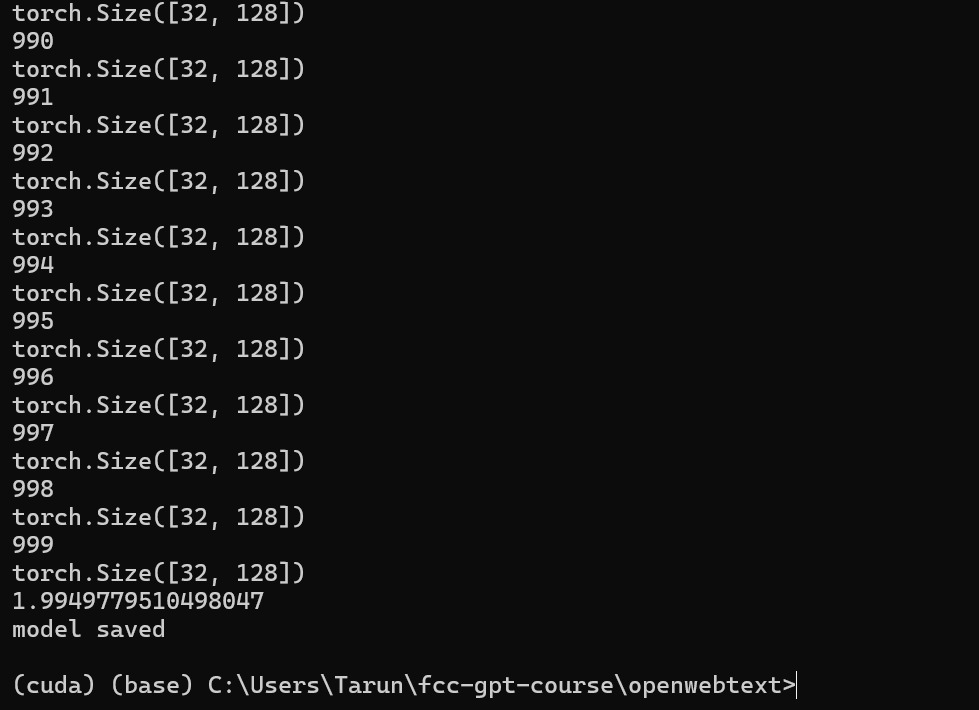 torch.Size([32, 128])
990
torch.Size([32, 128])
991
torch.Size([32, 128])
992
torch.Size([32, 128])
993
torch.Size([32, 128])
994
torch.Size([32, 128])
995
torch.Size([32, 128])
996
torch.Size([32, 128])
997
torch.Size([32, 128])
998
torch.Size([32, 128])
999
torch.Size([32, 128])
1.9949779510498047
model saved
(cuda) (base) C:\Users\Tarun\fcc-gpt-course\openwebtext>